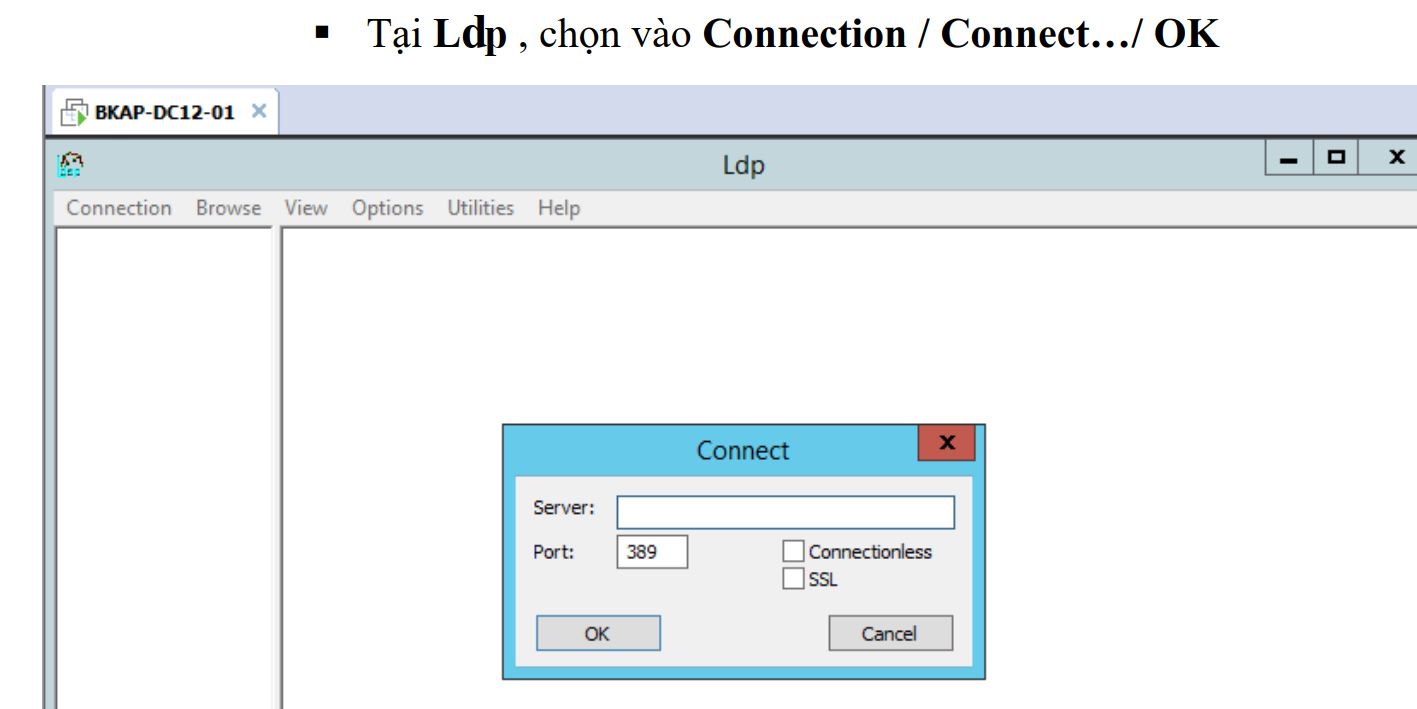 ▪ Tại Ldp , chọn vào Connection / Connect…/ OK
BKAP-DC12-01
Ldp
Connection Browse View Options Utilities Help
Connect
Server:
Port: 389 Connectionless
SSL
OK Cancel